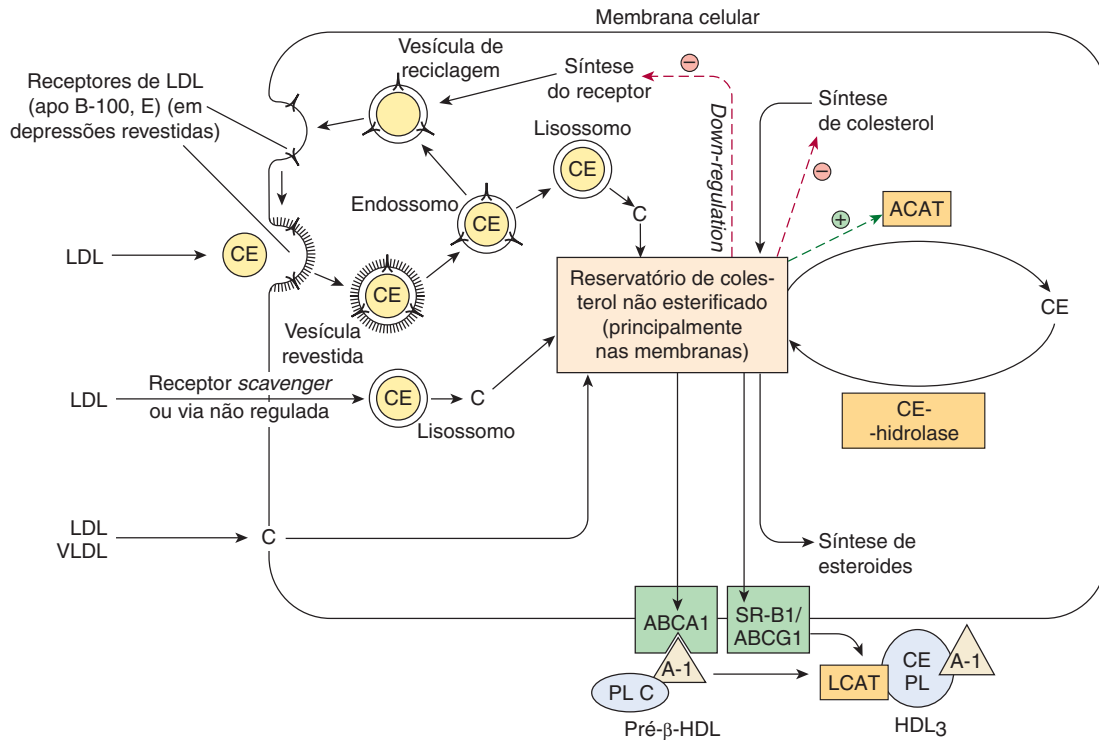 Membrana celular
Vesícula de
reciclagem
Receptores de LDL
(apo B-100, E) (em
depressões revestidas)
Síntese
do receptor
−
Down-regulation
Síntese
de colesterol
−
Lisossomo
CE
Endossomo
CE
C
+
ACAT
LDL
CE
CE
Vesícula
revestida
Reservatório de coles-
terol não esterificado
(principalmente
nas membranas)
CE
LDL
Receptor scavenger
ou via não regulada
CE
C
Lisossomo
CE-
-hidrolase
LDL
VLDL
C
Síntese de
esteroides
ABCA1
SR-B1/
ABCG1
A-1
PL C
Pré-β-HDL
LCAT
CE
PL
A-1
HDL3